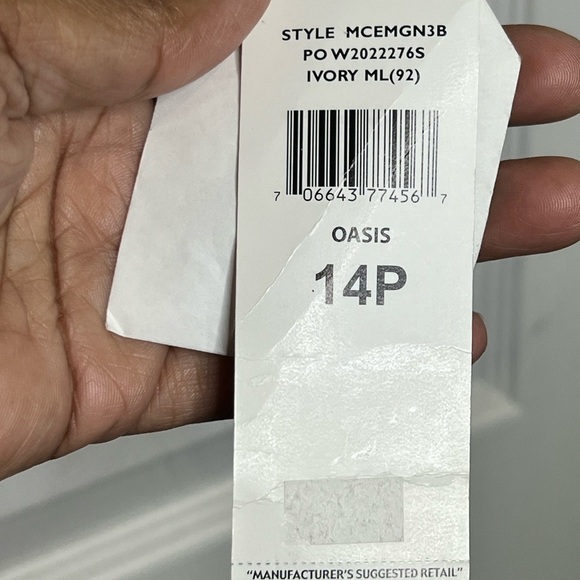 STYLE MCEMGN3B
PO W2022276S
IVORY ML(92)
7 06643 77456 7
OASIS
14P
"MANUFACTURER'S SUGGESTED RETAIL"